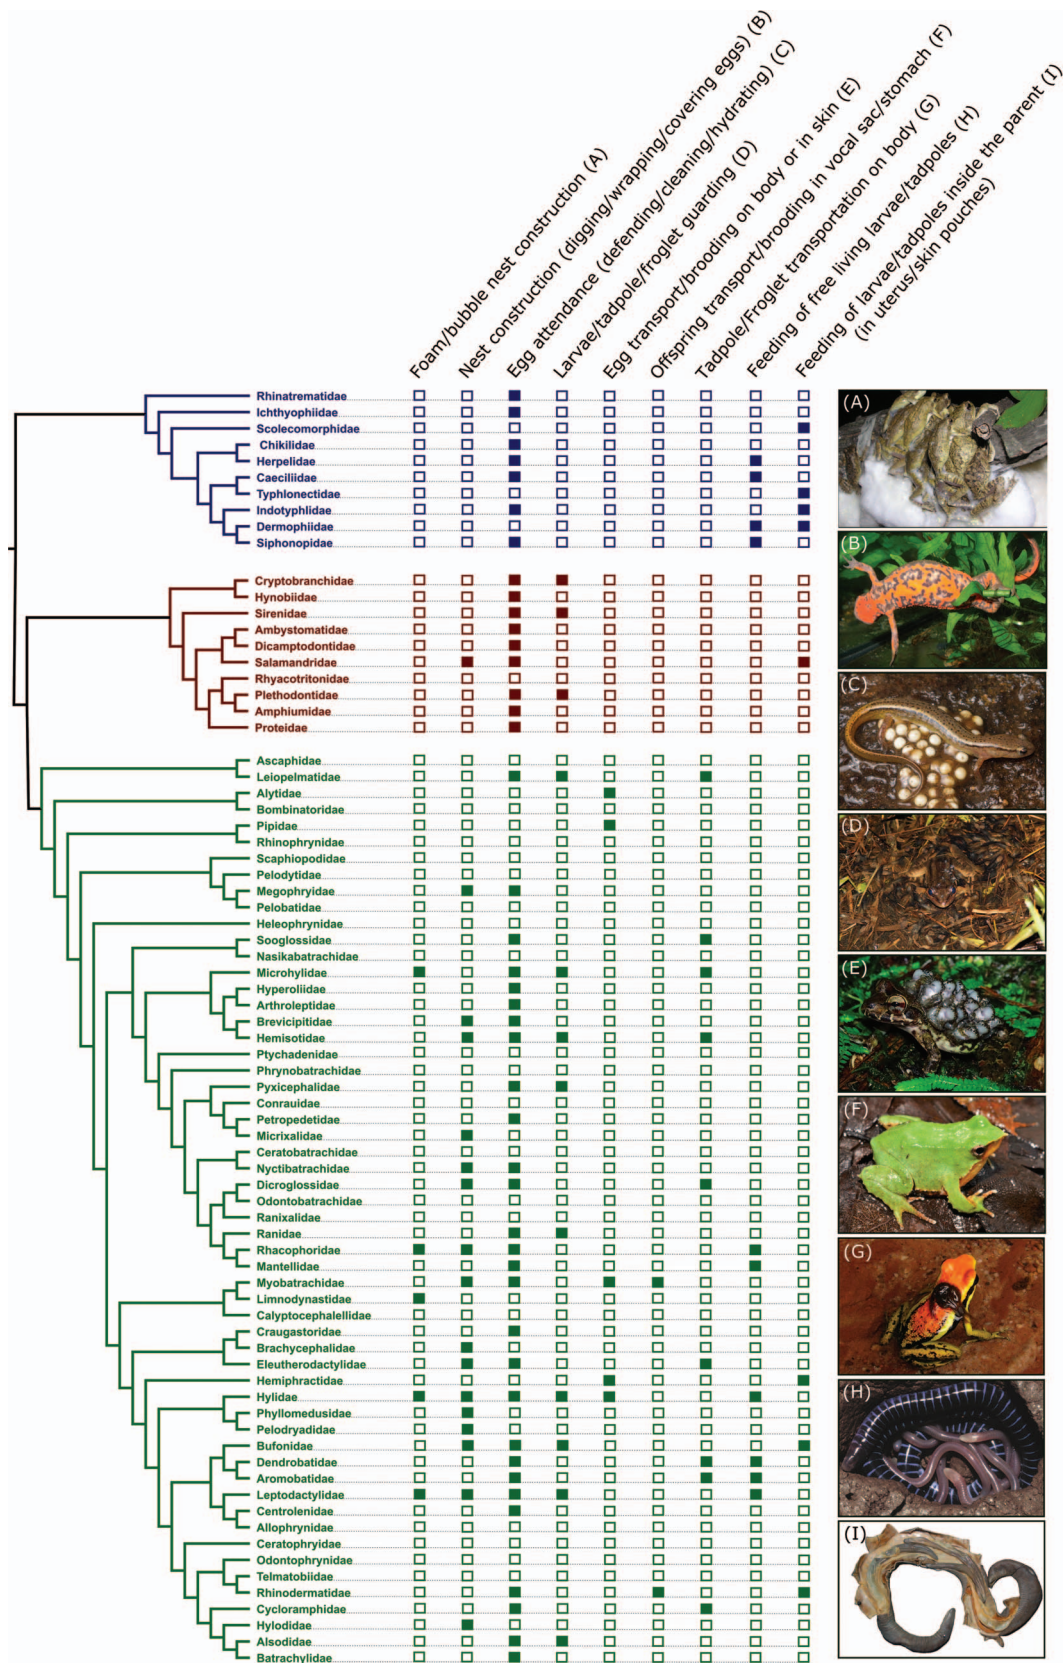 Foam/bubble nest construction (A)
Nest construction (digging/wrapping/covering eggs) (B)
Egg attendance (defending/cleaning/hydrating) (C)
Larvae/tadpole/froglet guarding (D)
Egg transport/brooding on body or in skin (E)
Offspring transport/brooding in vocal sac/stomach (F)
Tadpole/Froglet transportation on body (G)
Feeding of free living larvae/tadpoles (H)
Feeding of larvae/tadpoles inside the parent (I)
(in uterus/skin pouches)
Rhinatrematidae
Ichthyophiidae
Scolecomorphidae
Chikilidae
Herpelidae
Caeciliidae
Typhlonectidae
Indotyphlidae
Dermophiidae
Siphonopidae
Cryptobranchidae
Hynobiidae
Sirenidae
Ambystomatidae
Dicamptodontidae
Salamandridae
Rhyacotritonidae
Plethodontidae
Amphiumidae
Proteidae
Ascaphidae
Leiopelmatidae
Alytidae
Bombinatoridae
Pipidae
Rhinophrynidae
Scaphiopodidae
Pelodytidae
Megophryidae
Pelobatidae
Heleophrynidae
Sooglossidae
Nasikabatrachidae
Microhylidae
Hyperoliidae
Arthroleptidae
Brevicipitidae
Hemisotidae
Ptychadenidae
Phrynobatrachidae
Pyxicephalidae
Conrauidae
Petropedetidae
Micrixalidae
Ceratobatrachidae
Nyctibatrachidae
Dicroglossidae
Odontobatrachidae
Ranixalidae
Ranidae
Rhacophoridae
Mantellidae
Myobatrachidae
Limnodynastidae
Calyptocephalellidae
Craugastoridae
Brachycephalidae
Eleutherodactylidae
Hemiphractidae
Hylidae
Phyllomedusidae
Pelodryadidae
Bufonidae
Dendrobatidae
Aromobatidae
Leptodactylidae
Centrolenidae
Allophrynidae
Ceratophryidae
Odontophrynidae
Telmatobiidae
Rhinodermatidae
Cycloramphidae
Hylodidae
Alsodidae
Batrachylidae
(A)
(B)
(C)
(D)
(E)
(F)
(G)
(H)
(I)